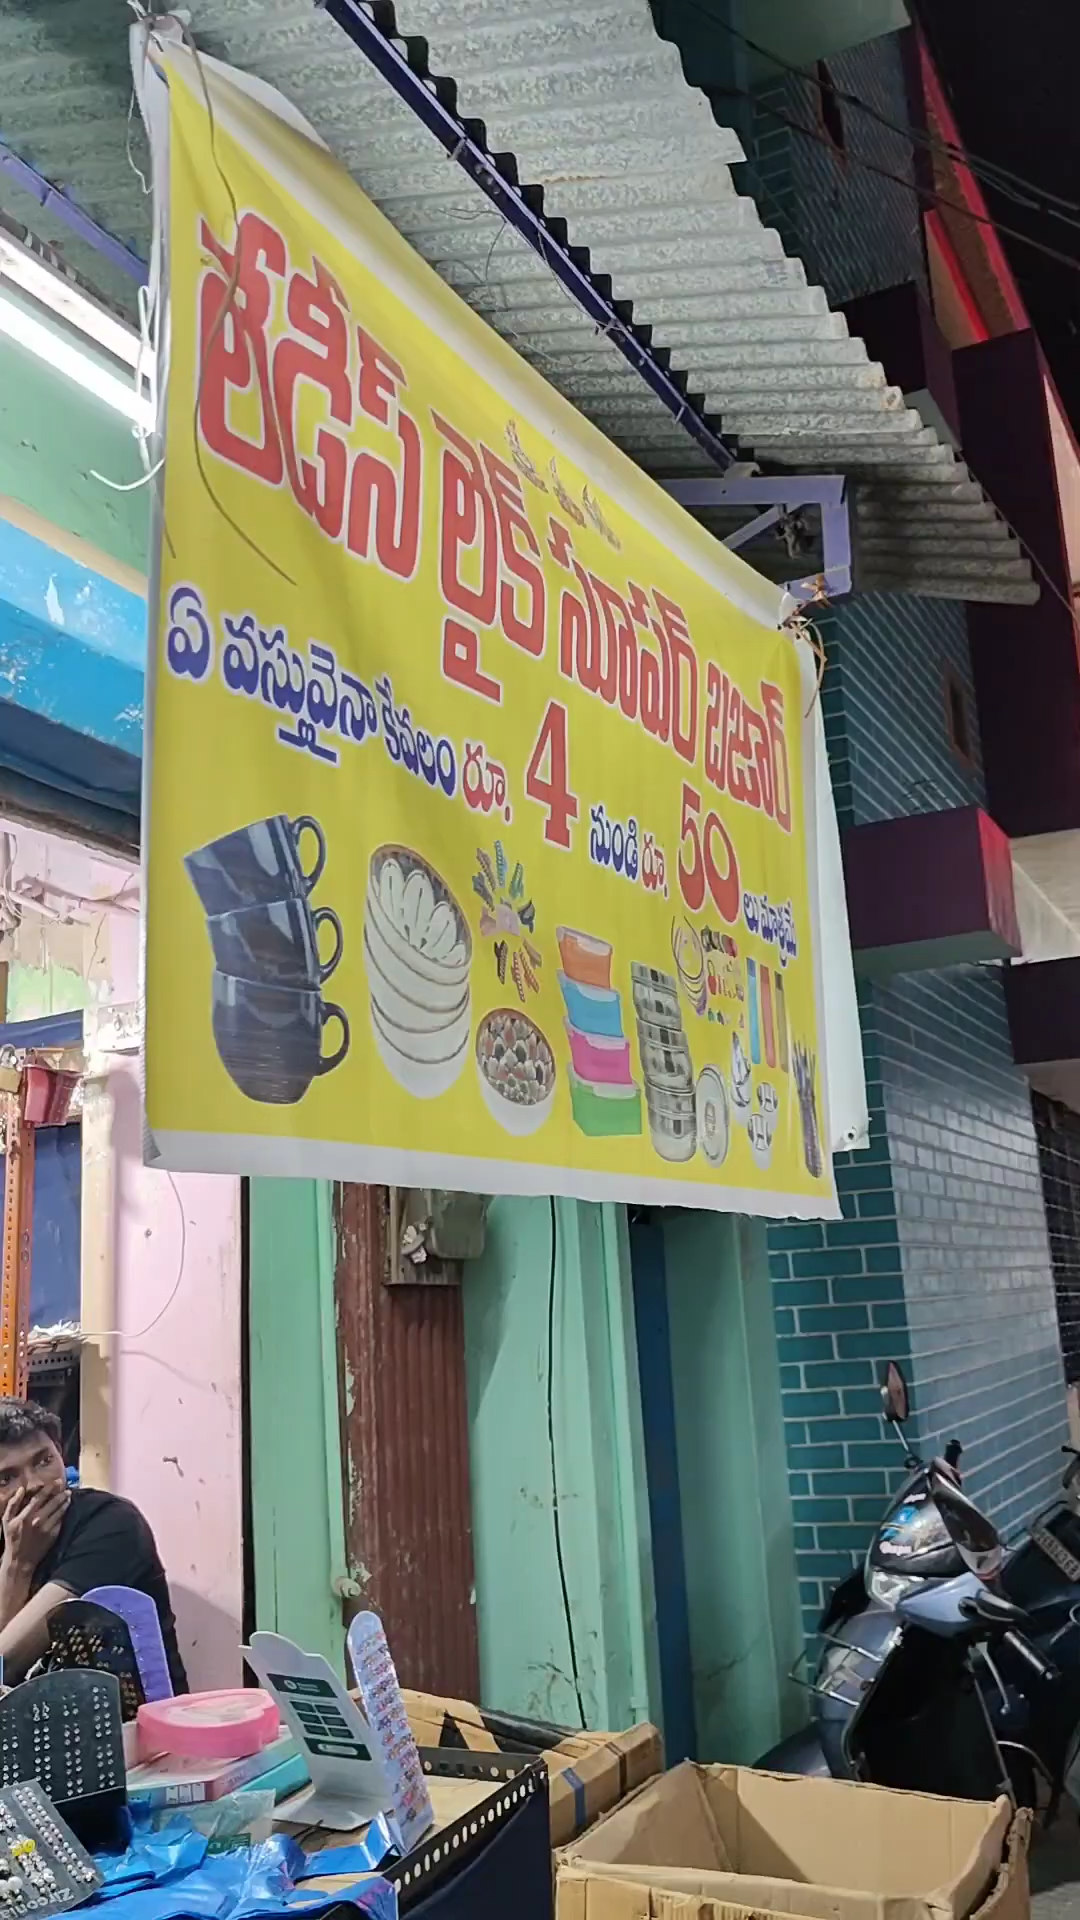 లేడీస్ లైక్ సూపర్ బజార్
ఏ వస్తువైనా కేవలం రూ. 4 నుండి రూ. 50 లు మాత్రమే